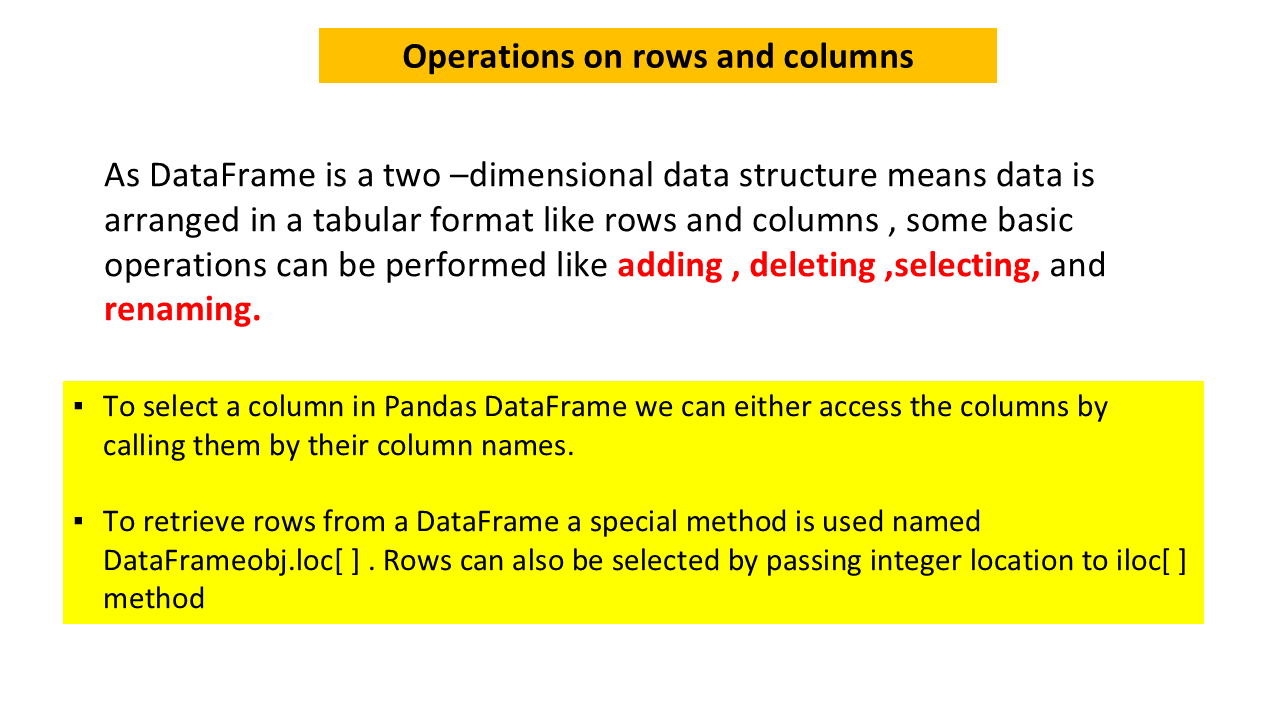 Operations on rows and columns
As DataFrame is a two –dimensional data structure means data is
arranged in a tabular format like rows and columns , some basic
operations can be performed like adding , deleting ,selecting, and
renaming.
▪ To select a column in Pandas DataFrame we can either access the columns by
calling them by their column names.
▪ To retrieve rows from a DataFrame a special method is used named
DataFrameobj.loc[ ] . Rows can also be selected by passing integer location to iloc[ ]
method